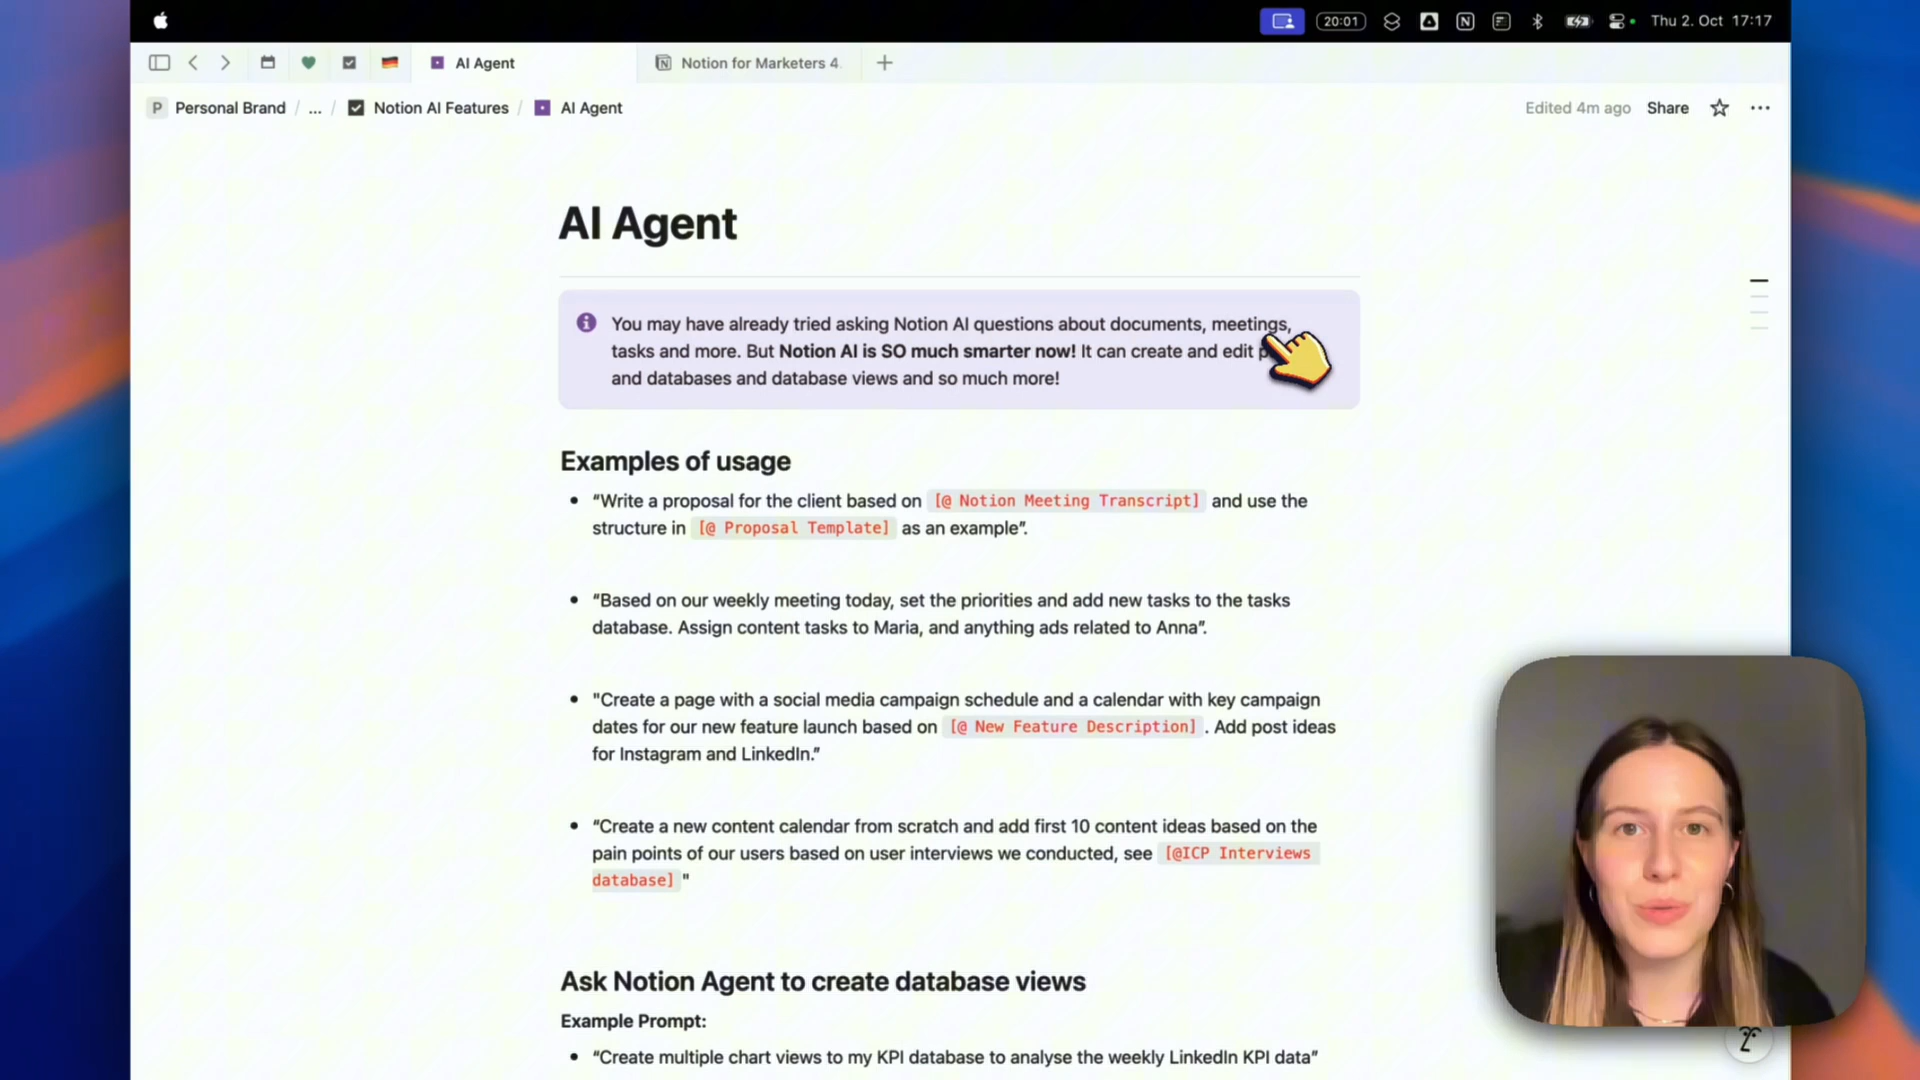 20:01
Thu 2. Oct 17:17
AI Agent
Notion for Marketers 4
P Personal Brand / ... / Notion AI Features / AI Agent
Edited 4m ago Share
AI Agent
You may have already tried asking Notion AI questions about documents, meetings,
tasks and more. But Notion AI is SO much smarter now! It can create and edit
and databases and database views and so much more!
Examples of usage
• “Write a proposal for the client based on [@ Notion Meeting Transcript] and use the
structure in [@ Proposal Template] as an example”.
• “Based on our weekly meeting today, set the priorities and add new tasks to the tasks
database. Assign content tasks to Maria, and anything ads related to Anna”.
• "Create a page with a social media campaign schedule and a calendar with key campaign
dates for our new feature launch based on [@ New Feature Description] . Add post ideas
for Instagram and LinkedIn.”
• “Create a new content calendar from scratch and add first 10 content ideas based on the
pain points of our users based on user interviews we conducted, see [@ICP Interviews
database] "
Ask Notion Agent to create database views
Example Prompt:
• “Create multiple chart views to my KPI database to analyse the weekly LinkedIn KPI data”